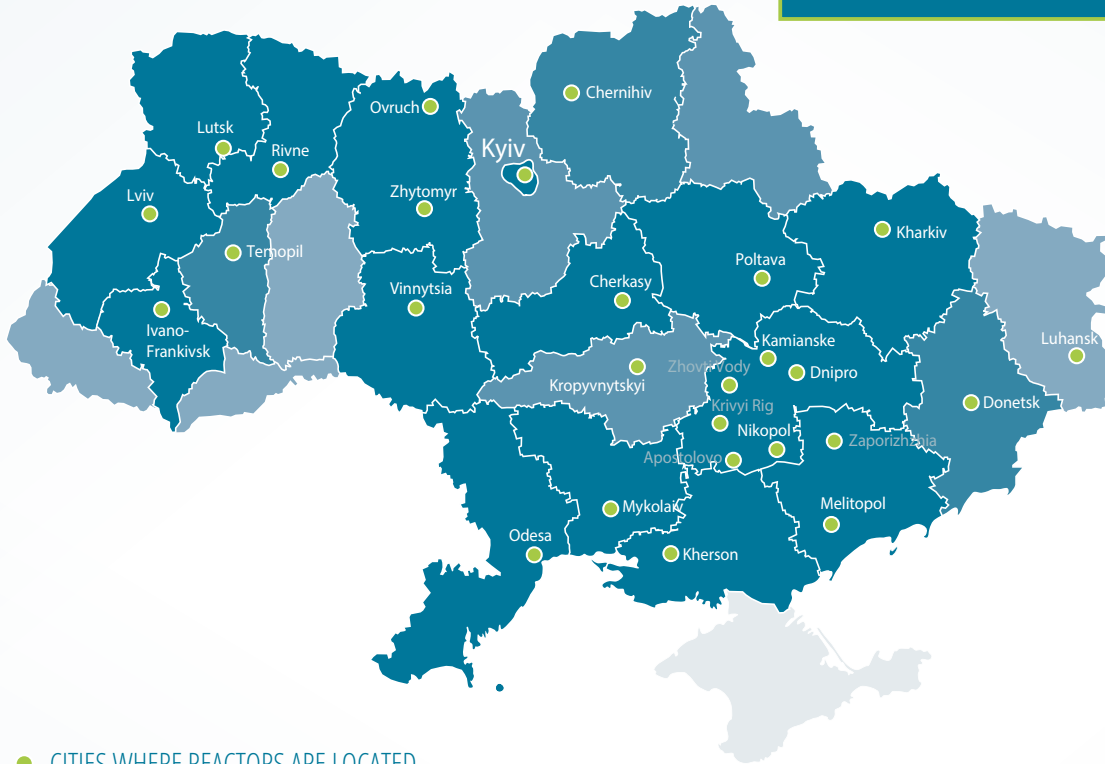 Chernihiv
Ovruch
Lutsk
Kyiv
Rivne
Zhytomyr
Lviv
Kharkiv
Ternopil
Poltava
Cherkasy
Vinnytsia
Ivano-
Frankivsk
Kamianske
Luhansk
Zhovti Vody
Dnipro
Kropyvnytskyi
Donetsk
Krivyi Rig
Nikopol
Zaporizhzhia
Apostolovo
Melitopol
Mykolaiv
Odesa
Kherson
CITIES WHERE REACTORS ARE LOCATED